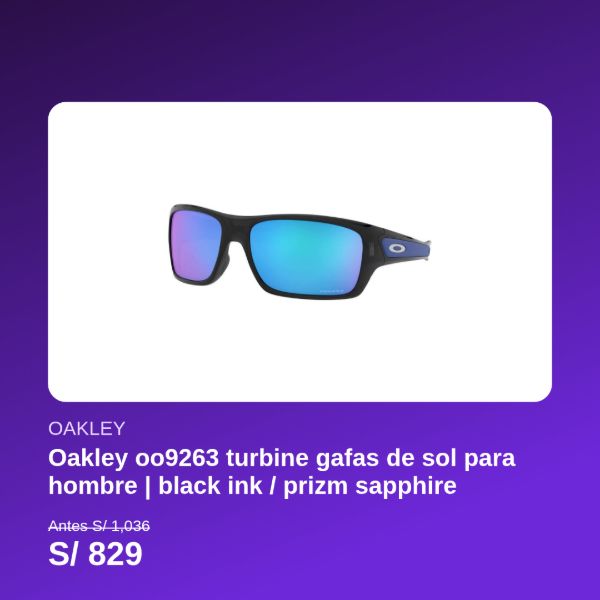 OAKLEY
Oakley oo9263 turbine gafas de sol para
hombre | black ink / prizm sapphire
Antes S/ 1,036
S/ 829